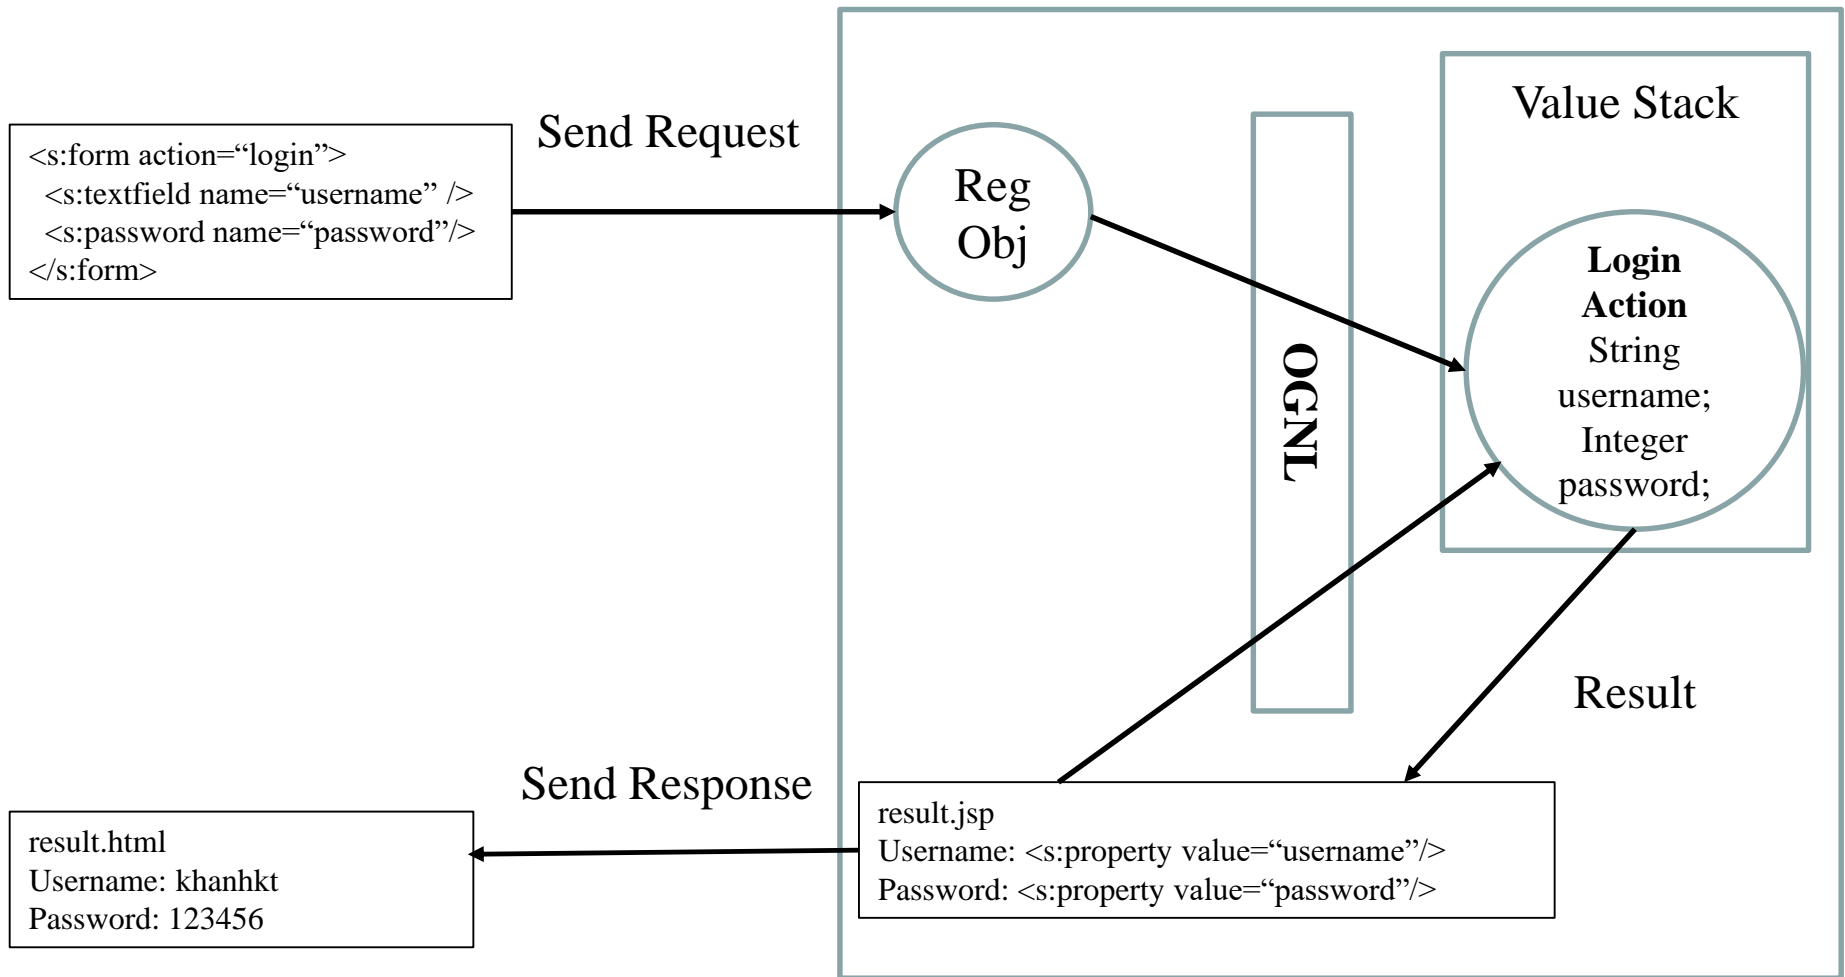 Send Request
<s:form action=“login”>
<s:textfield name=“username” />
<s:password name=“password”/>
</s:form>
Reg
Obj
OGNL
Value Stack
Login
Action
String
username;
Integer
password;
Result
Send Response
result.jsp
Username: <s:property value=“username”/>
Password: <s:property value=“password”/>
result.html
Username: khanhkt
Password: 123456